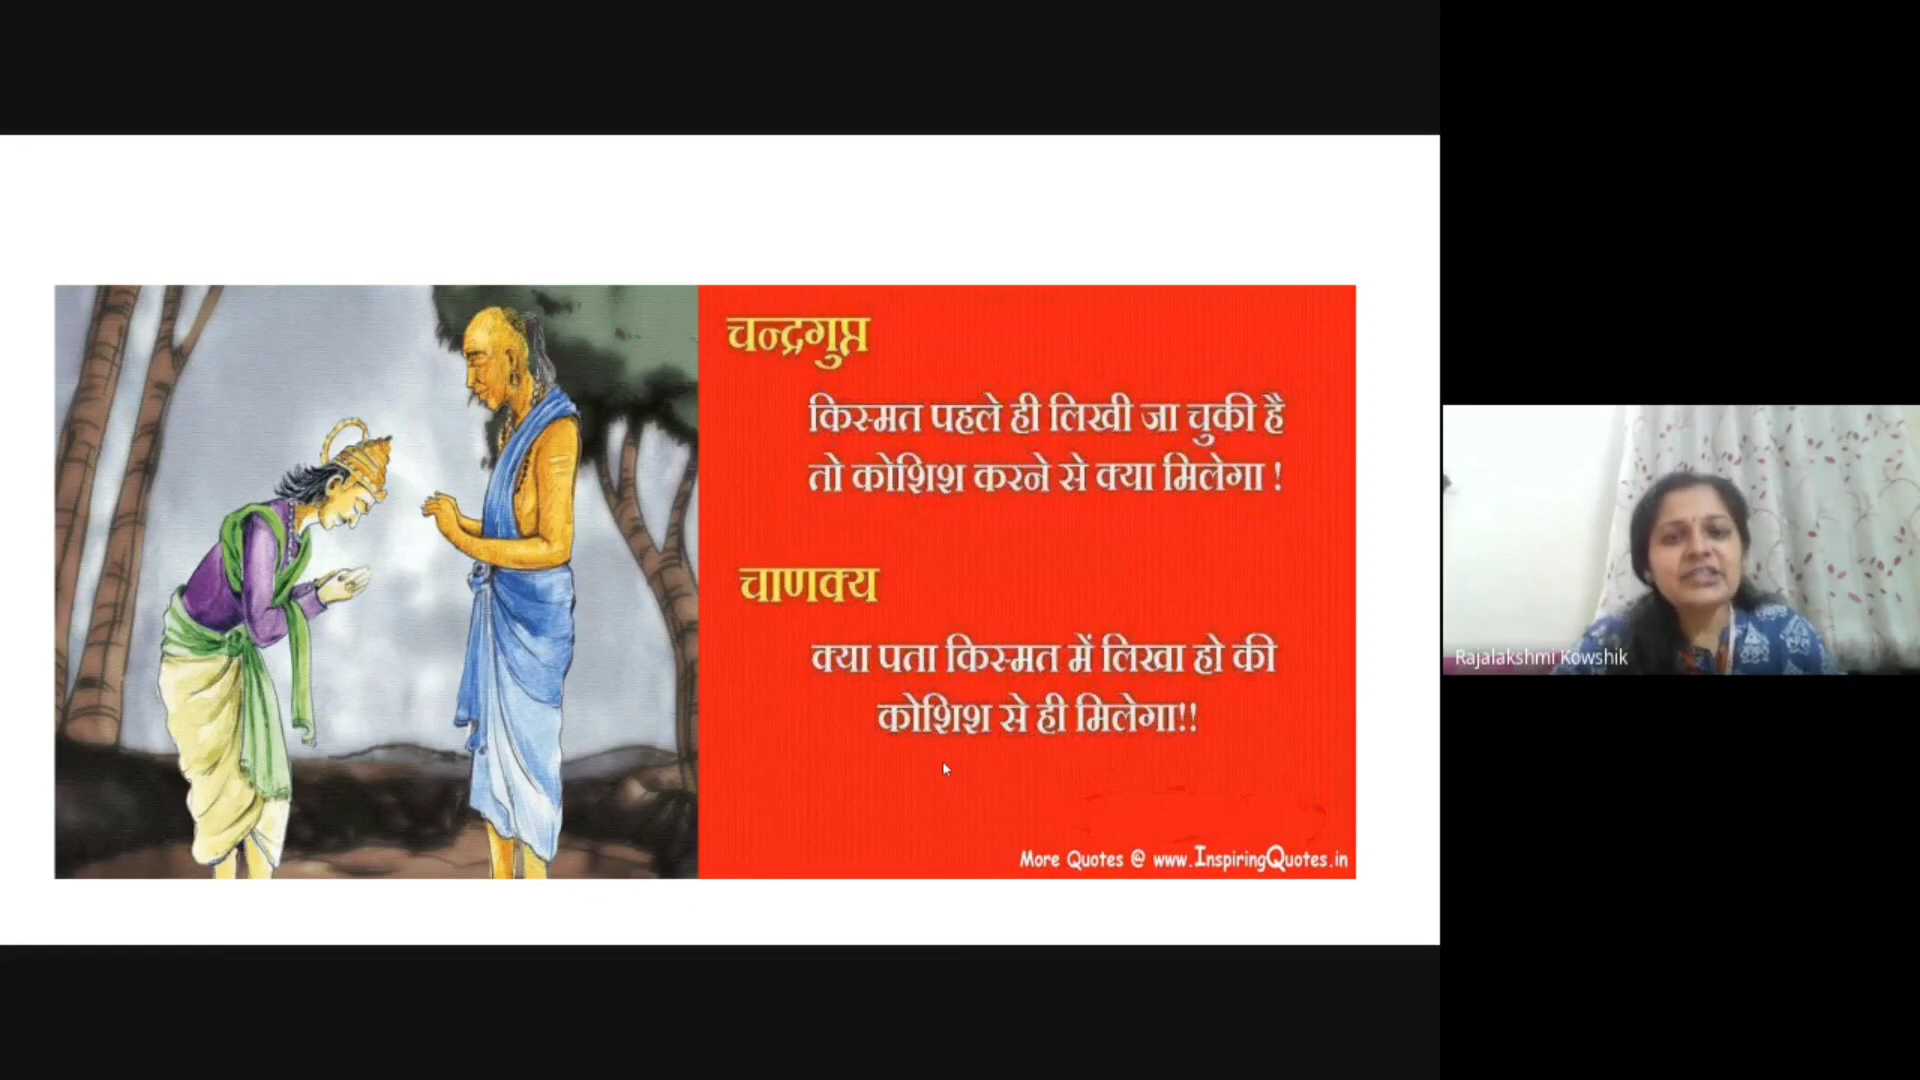 चन्द्रगुप्त
किस्मत पहले ही लिखी जा चुकी है
तो कोशिश करने से क्या मिलेगा !
चाणक्य
क्या पता किस्मत में लिखा हो की
कोशिश से ही मिलेगा!!
More Quotes @ www.InspiringQuotes.in
Rajalakshmi Kowshik